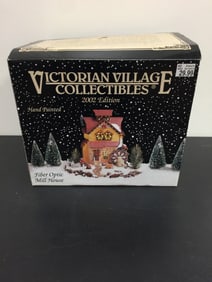 VICTORIAN VILLAGE
COLLECTIBLES
2002 Edition
Hand Painted
Fiber Optic
Mill House